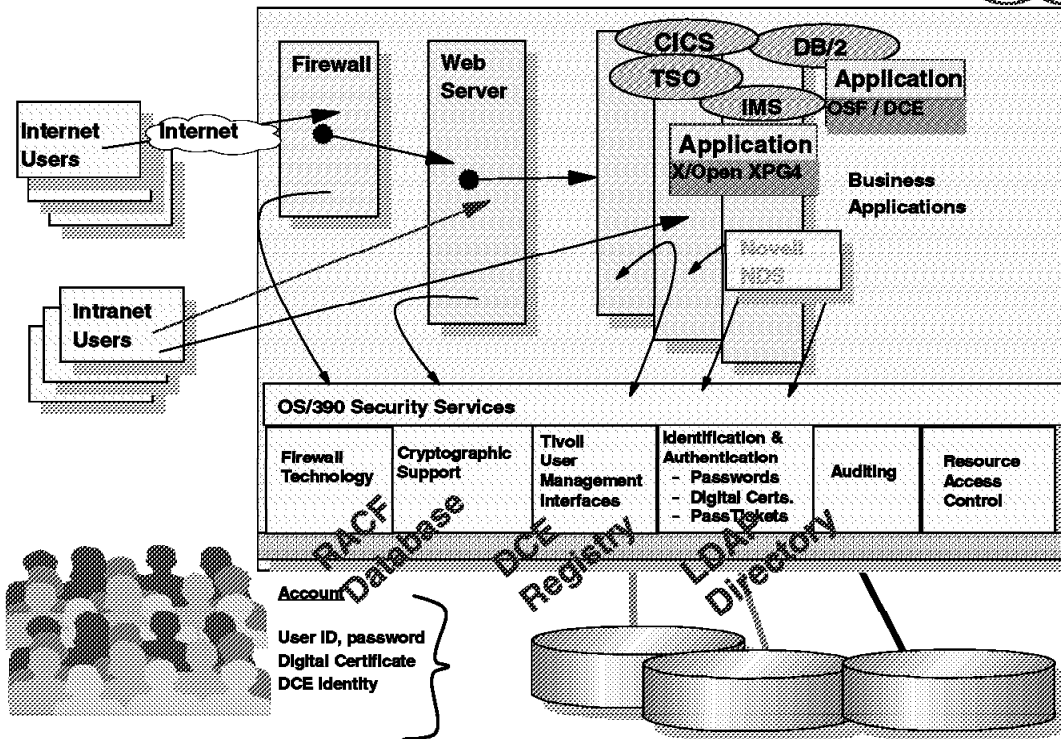 Firewall
Web
Server
CICS
DB/2
TSO
Application
OSF / DCE
IMS
Application
X/Open XPG4
Internet
Users
Internet
Business
Applications
Novell
NDS
Intranet
Users
OS/390 Security Services
Firewall
Technology
Cryptographic
Support
Tivoli
User
Management
Interfaces
Identification &
Authentication
- Passwords
- Digital Certs.
- PassTickets
Auditing
Resource
Access
Control
RACF
Database
DCE
Registry
LDAP
Directory
Account
User ID, password
Digital Certificate
DCE Identity